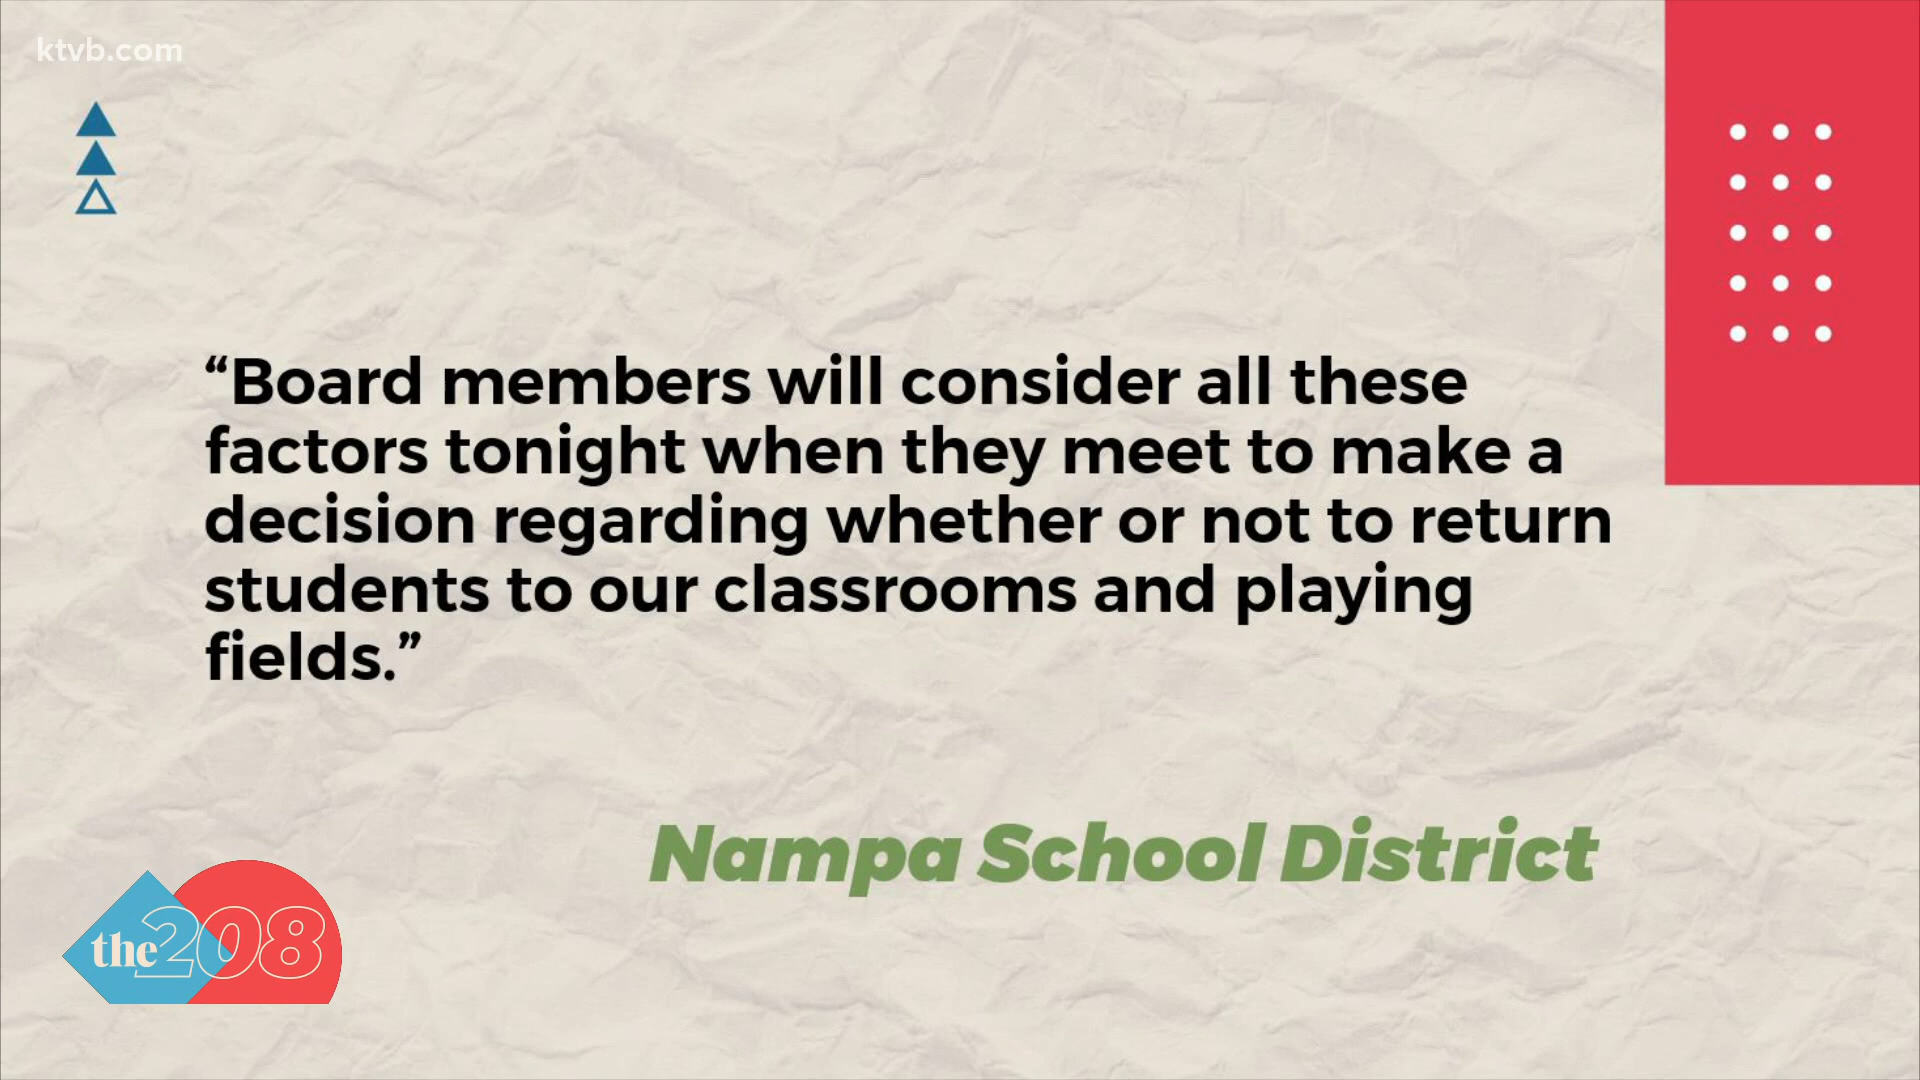 ktvb.com
“Board members will consider all these
factors tonight when they meet to make a
decision regarding whether or not to return
students to our classrooms and playing
fields.”
Nampa School District
the208